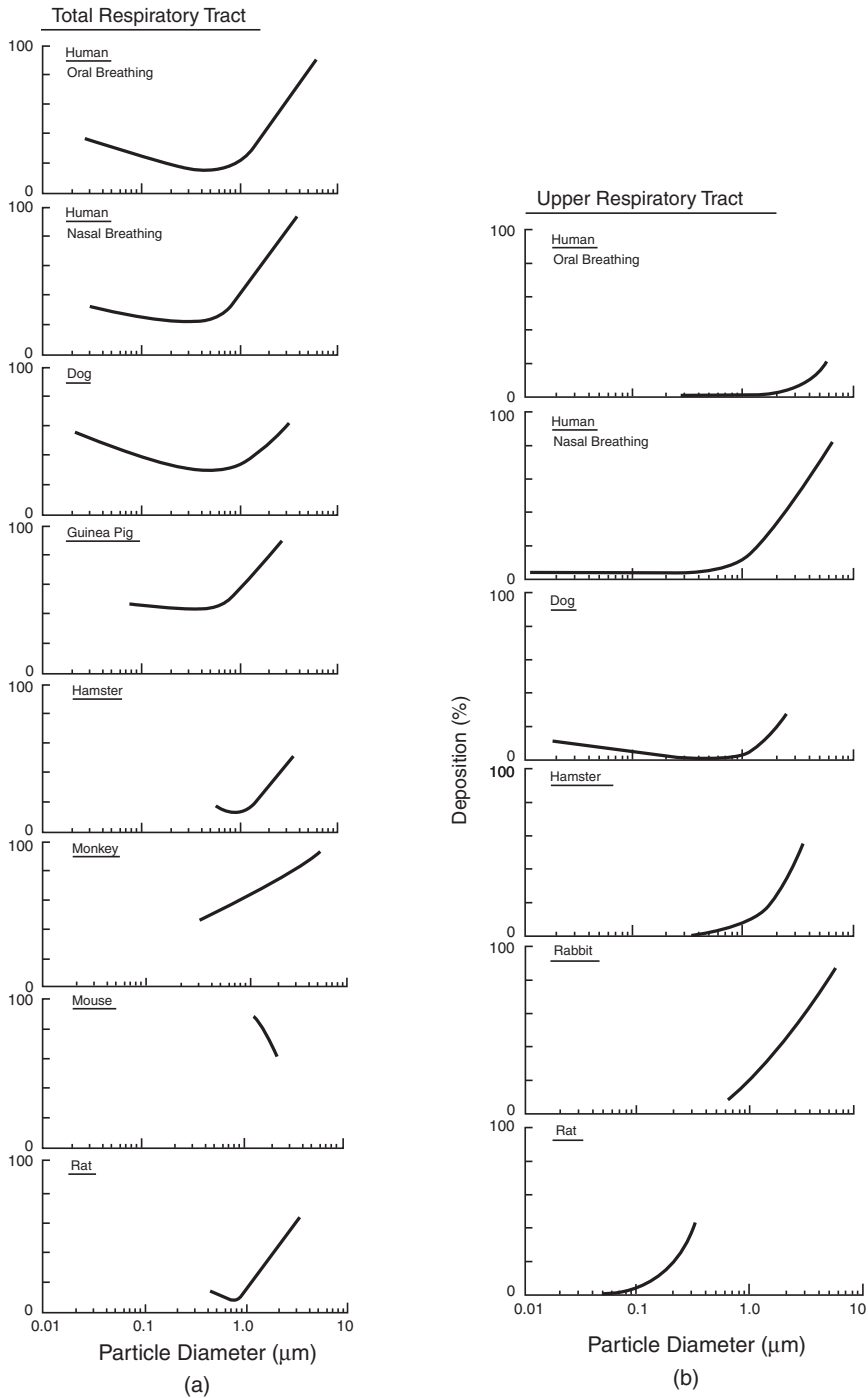 Total Respiratory Tract
100
Human
Oral Breathing
0
100
Human
Nasal Breathing
0
100
Dog
0
100
Guinea Pig
0
100
Hamster
0
100
Monkey
0
100
Mouse
0
100
Rat
0
0.01 0.1 1.0 10
Particle Diameter (μm)
(a)
Upper Respiratory Tract
Deposition (%)
100
Human
Oral Breathing
0
100
Human
Nasal Breathing
0
100
Dog
0
100
Hamster
0
100
Rabbit
0
100
Rat
0
0.01 0.1 1.0 10
Particle Diameter (μm)
(b)